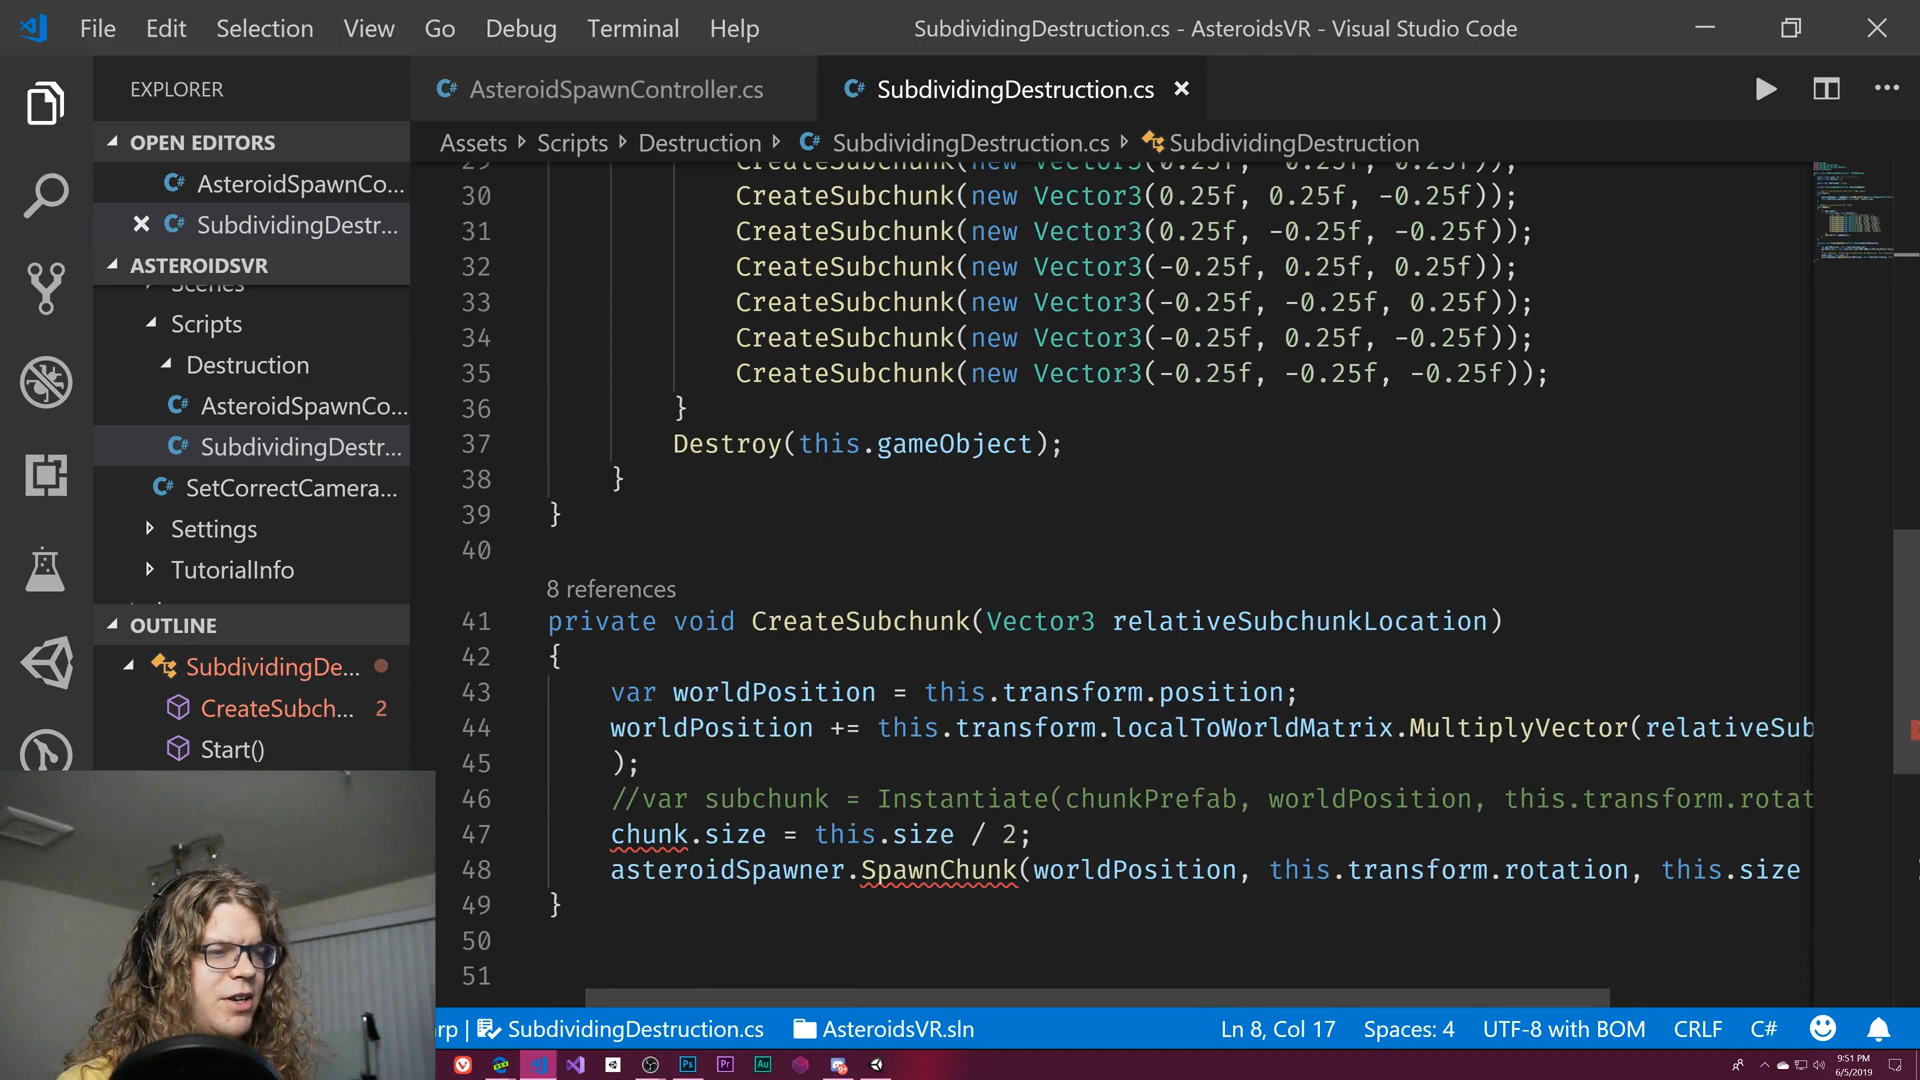 File Edit Selection View Go Debug Terminal Help
SubdividingDestruction.cs - AsteroidsVR - Visual Studio Code
EXPLORER
AsteroidSpawnController.cs
SubdividingDestruction.cs
OPEN EDITORS
Assets Scripts Destruction SubdividingDestruction.cs SubdividingDestruction
AsteroidSpawnCo...
SubdividingDestr...
ASTEROIDSVR
Scenes
Scripts
Destruction
AsteroidSpawnCo...
SubdividingDestr...
SetCorrectCamera...
Settings
TutorialInfo
OUTLINE
SubdividingDe...
CreateSubch... 2
Start()
30 CreateSubchunk(new Vector3(0.25f, 0.25f, -0.25f));
31 CreateSubchunk(new Vector3(0.25f, -0.25f, -0.25f));
32 CreateSubchunk(new Vector3(-0.25f, 0.25f, 0.25f));
33 CreateSubchunk(new Vector3(-0.25f, -0.25f, 0.25f));
34 CreateSubchunk(new Vector3(-0.25f, 0.25f, -0.25f));
35 CreateSubchunk(new Vector3(-0.25f, -0.25f, -0.25f));
36 }
37 Destroy(this.gameObject);
38 }
39 }
40
8 references
41 private void CreateSubchunk(Vector3 relativeSubchunkLocation)
42 {
43 var worldPosition = this.transform.position;
44 worldPosition += this.transform.localToWorldMatrix.MultiplyVector(relativeSub
45 );
46 //var subchunk = Instantiate(chunkPrefab, worldPosition, this.transform.rotat
47 chunk.size = this.size / 2;
48 asteroidSpawner.SpawnChunk(worldPosition, this.transform.rotation, this.size
49 }
50
51
rp | SubdividingDestruction.cs AsteroidsVR.sln Ln 8, Col 17 Spaces: 4 UTF-8 with BOM CRLF C#
9:51 PM
6/5/2019